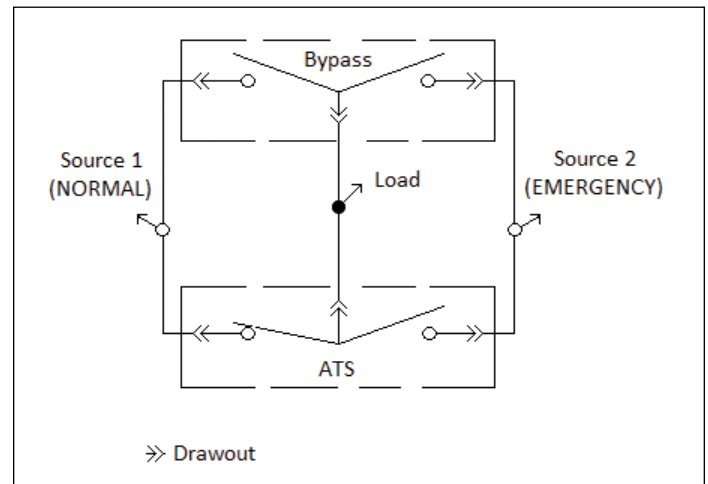 Bypass
Source 1
(NORMAL)
Load
Source 2
(EMERGENCY)
ATS
Drawout